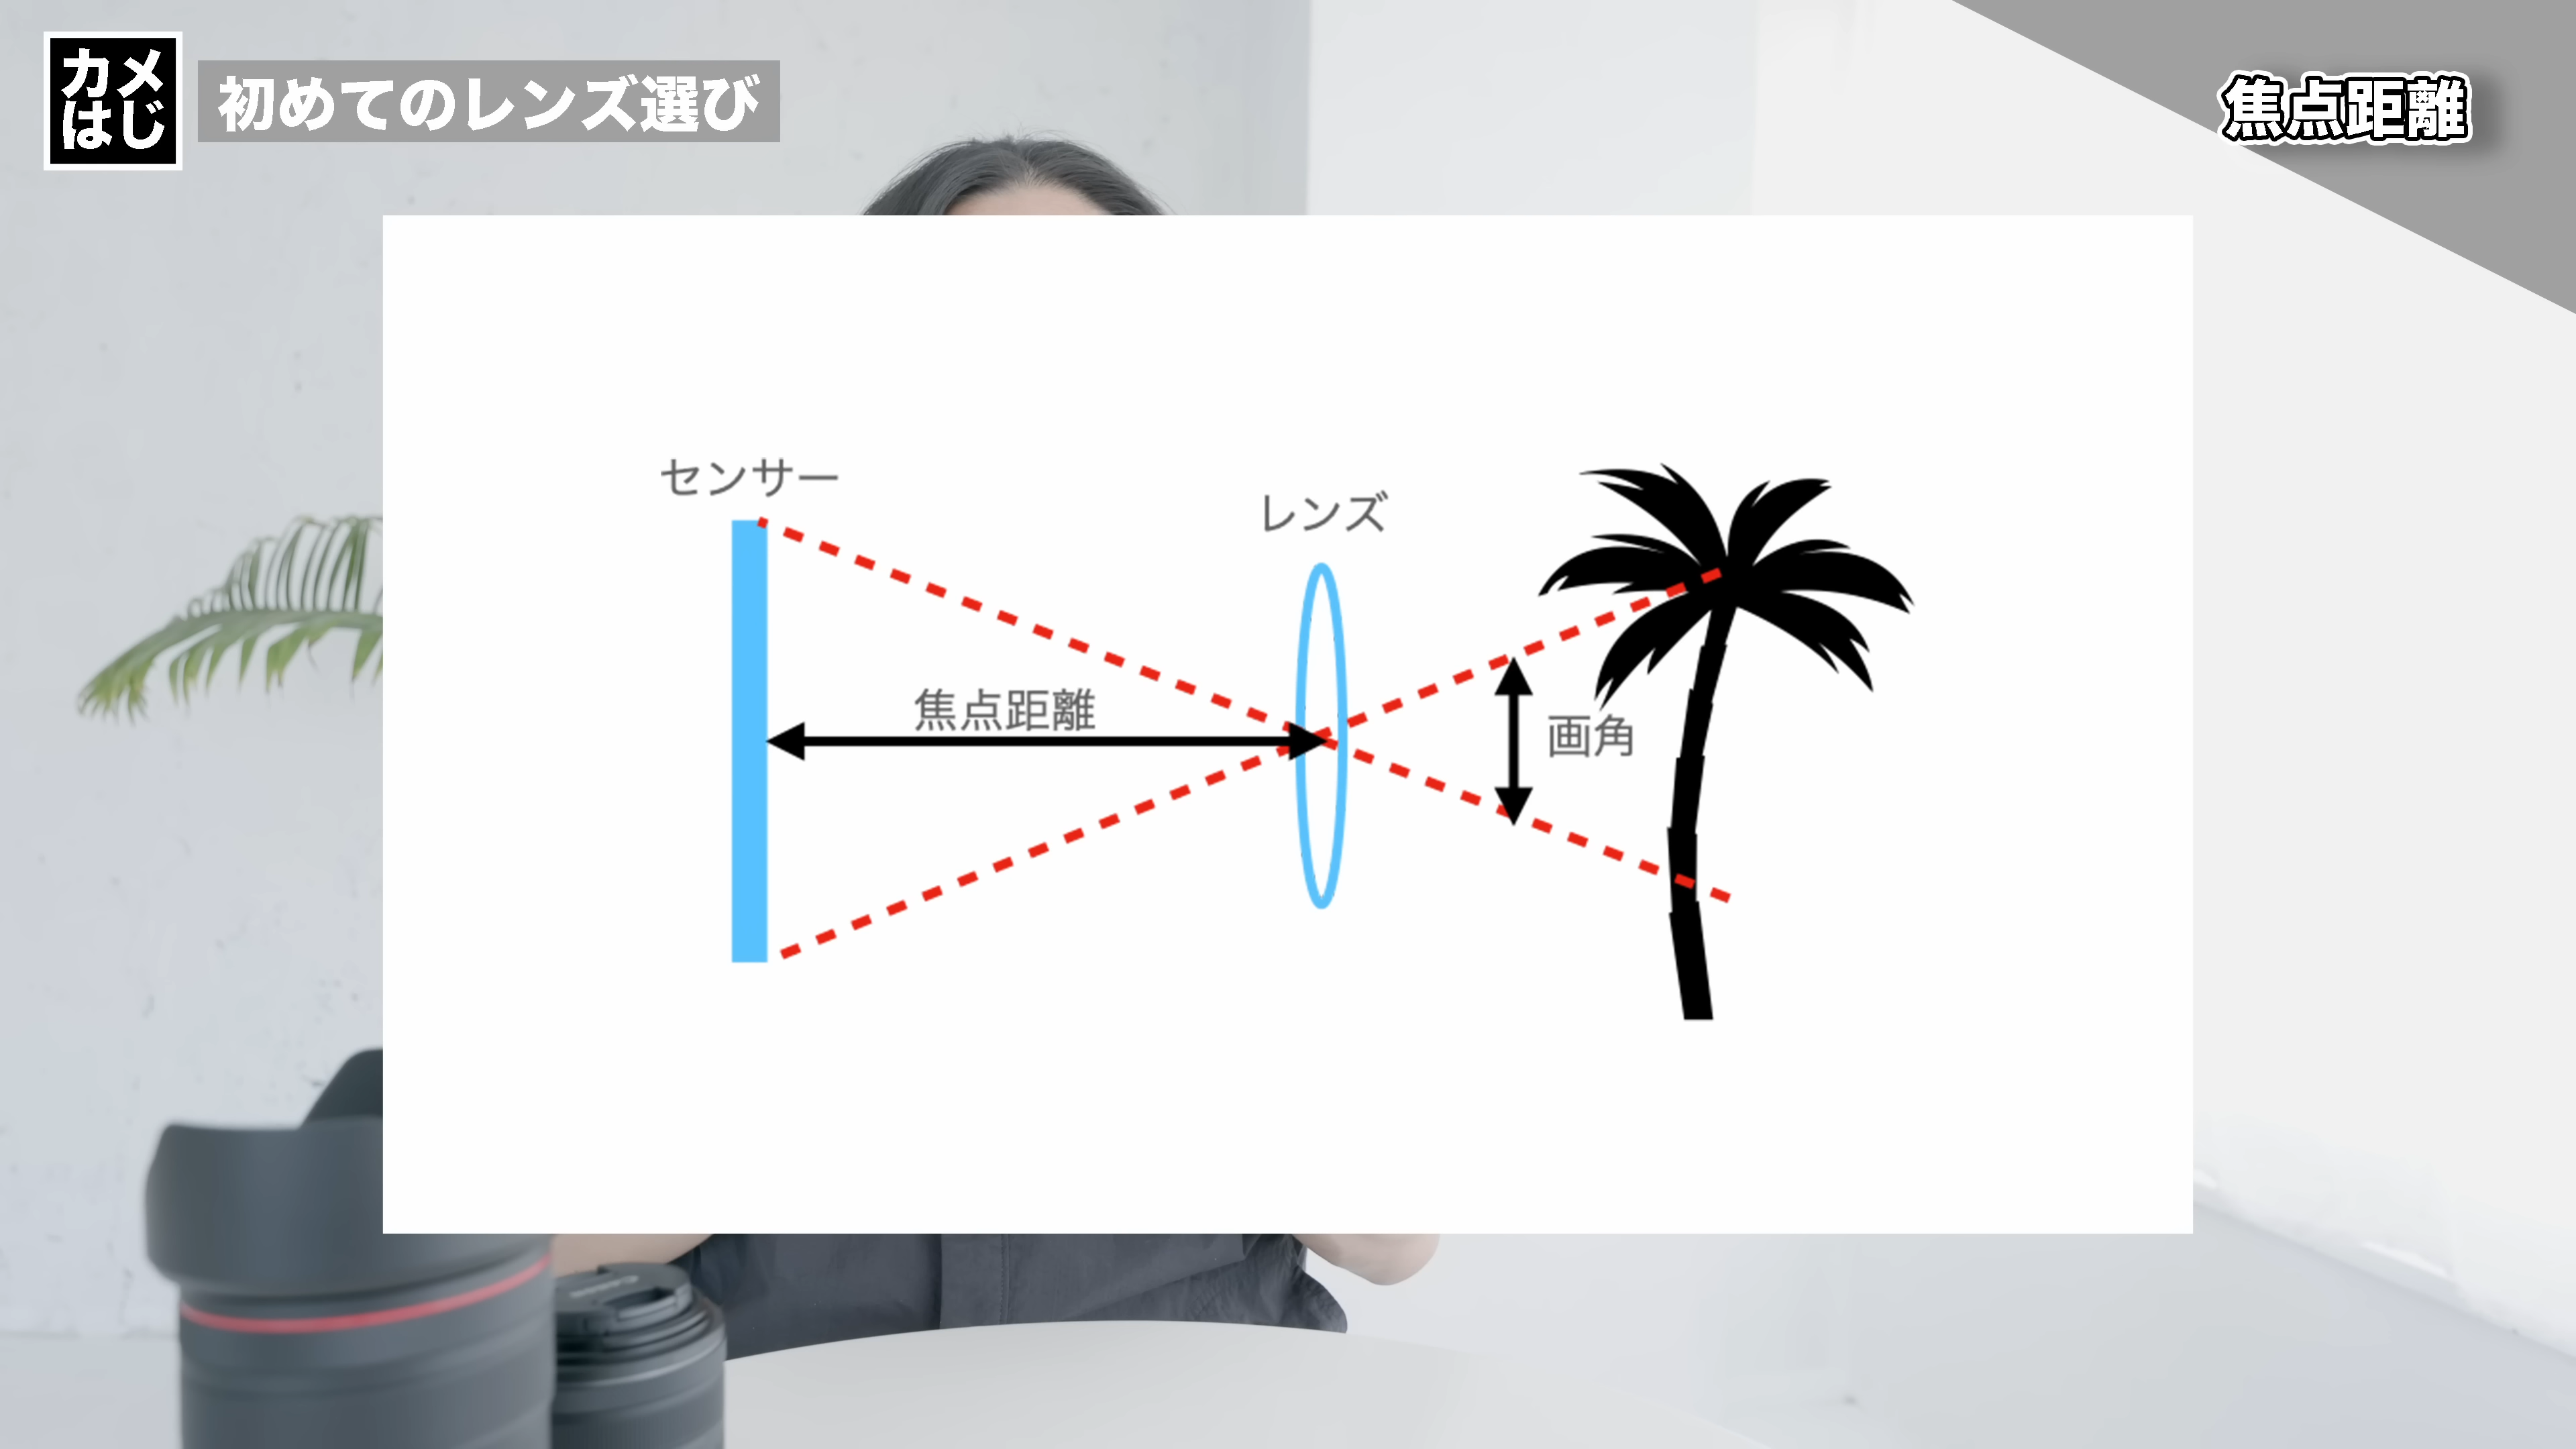 カメ
はじ
初めてのレンズ選び
焦点距離
センサー
レンズ
焦点距離
画角